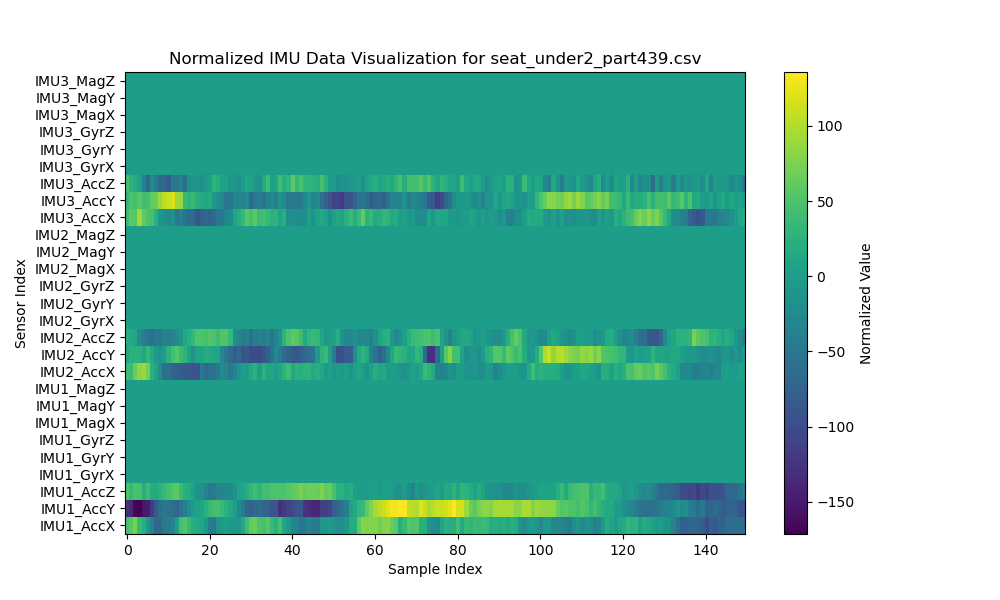 Normalized IMU Data Visualization for seat_under2_part439.csv
IMU3_MagZ
IMU3_MagY
IMU3_MagX
IMU3_GyrZ
IMU3_GyrY
IMU3_GyrX
IMU3_AccZ
IMU3_AccY
IMU3_AccX
IMU2_MagZ
IMU2_MagY
IMU2_MagX
IMU2_GyrZ
IMU2_GyrY
IMU2_GyrX
IMU2_AccZ
IMU2_AccY
IMU2_AccX
IMU1_MagZ
IMU1_MagY
IMU1_MagX
IMU1_GyrZ
IMU1_GyrY
IMU1_GyrX
IMU1_AccZ
IMU1_AccY
IMU1_AccX
Sensor Index
0 20 40 60 80 100 120 140
Sample Index
100
50
0
−50
−100
−150
Normalized Value